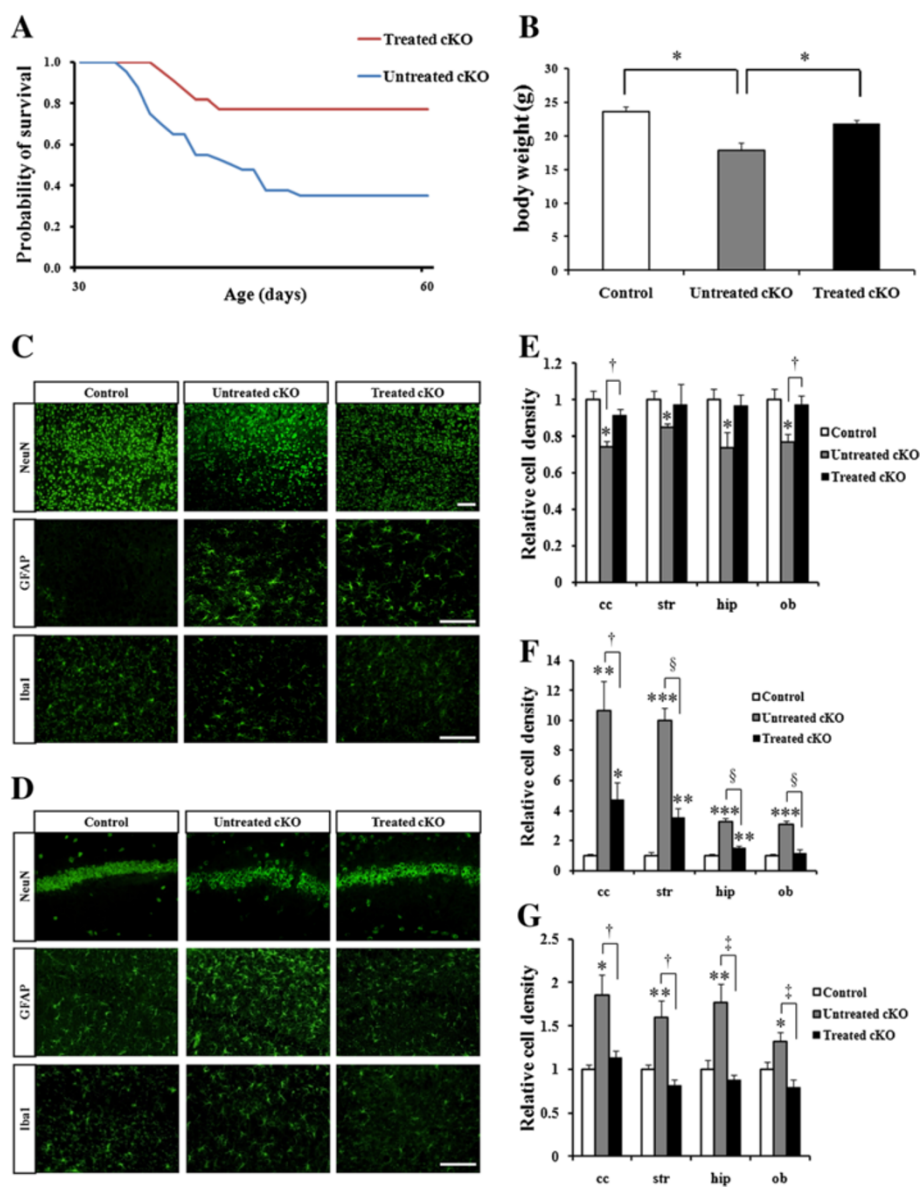 A
Treated cKO
Untreated cKO
Probability of survival
1.0
0.8
0.6
0.4
0.2
0.0
30
60
Age (days)
B
*
*
body weight (g)
30
25
20
15
10
5
0
Control
Untreated cKO
Treated cKO
C
Control
Untreated cKO
Treated cKO
NeuN
GFAP
Iba1
D
Control
Untreated cKO
Treated cKO
NeuN
GFAP
Iba1
E
Relative cell density
1.2
1
0.8
0.6
0.4
0.2
0
†
†
*
*
*
*
cc
str
hip
ob
Control
Untreated cKO
Treated cKO
F
Relative cell density
14
12
10
8
6
4
2
0
†
§
§
§
**
*
***
**
***
**
***
cc
str
hip
ob
Control
Untreated cKO
Treated cKO
G
Relative cell density
2.5
2
1.5
1
0.5
0
†
†
‡
‡
*
**
**
*
cc
str
hip
ob
Control
Untreated cKO
Treated cKO